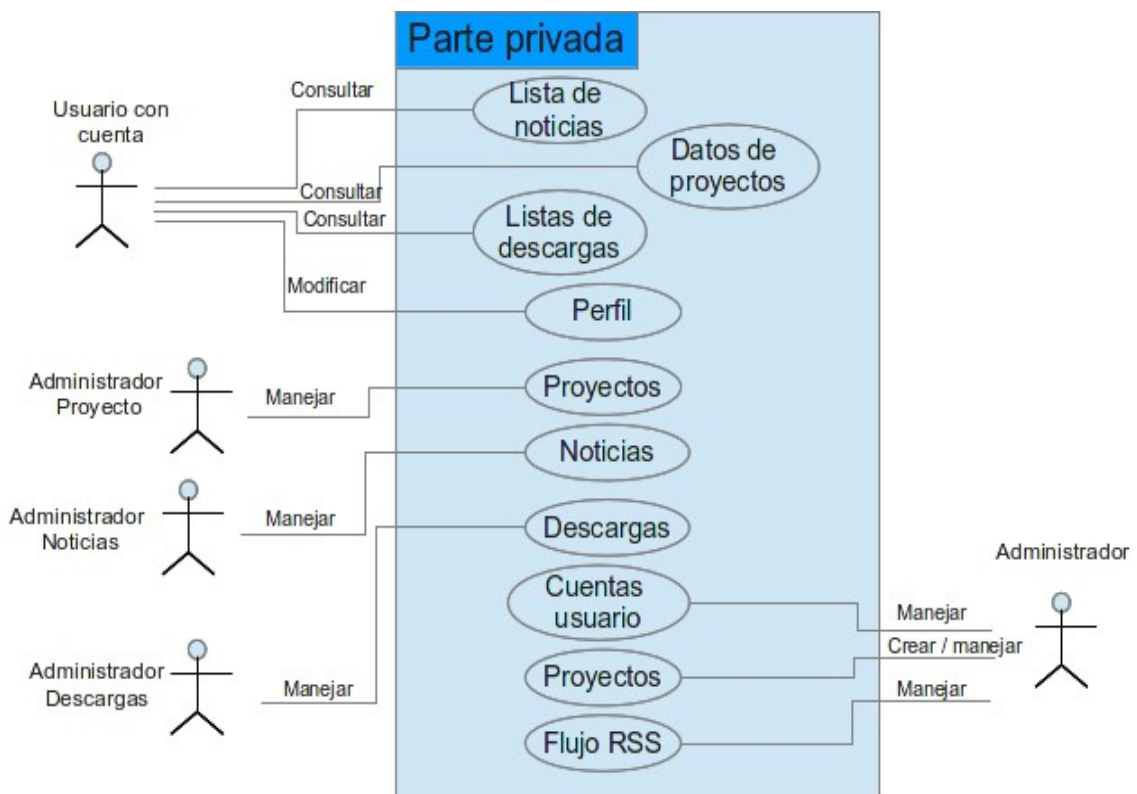 Parte privada
Consultar
Lista de
noticias
Usuario con
cuenta
Datos de
proyectos
Consultar
Consultar
Listas de
descargas
Modificar
Perfil
Administrador
Proyecto
Manejar
Proyectos
Noticias
Administrador
Noticias
Manejar
Descargas
Administrador
Cuentas
usuario
Manejar
Crear / manejar
Administrador
Descargas
Manejar
Proyectos
Manejar
Flujo RSS